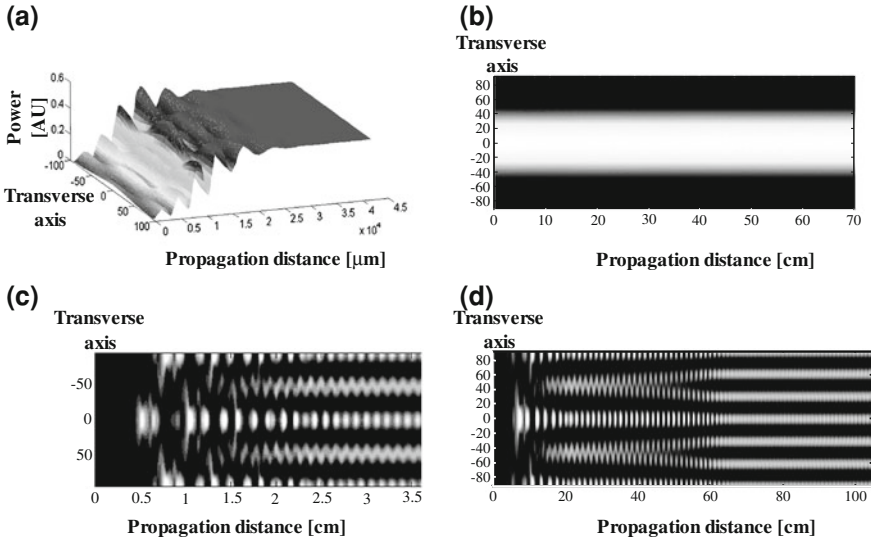 (a)
Power
[AU]
0.6
0.4
0.2
0
-100
-50
0
50
100
Transverse
axis
0
0.5
1
1.5
2
2.5
3
3.5
4
4.5
x 10⁴
Propagation distance [μm]
(b)
Transverse
axis
80
60
40
20
0
-20
-40
-60
-80
0 10 20 30 40 50 60 70
Propagation distance [cm]
(c)
Transverse
axis
-50
0
50
0 0.5 1 1.5 2 2.5 3 3.5
Propagation distance [cm]
(d)
Transverse
axis
80
60
40
20
0
-20
-40
-60
-80
0 20 40 60 80 100
Propagation distance [cm]